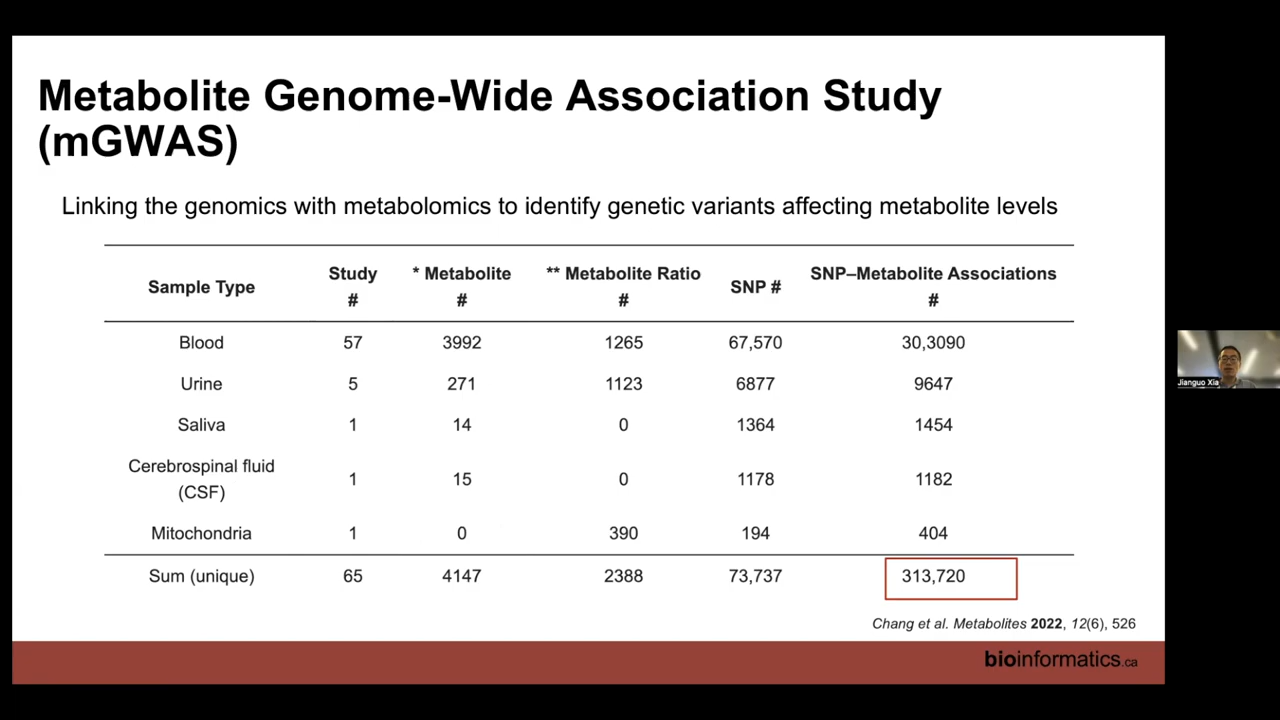 Metabolite Genome-Wide Association Study
(mGWAS)
Linking the genomics with metabolomics to identify genetic variants affecting metabolite levels
Sample Type Study # * Metabolite # ** Metabolite Ratio # SNP # SNP–Metabolite Associations #
Blood 57 3992 1265 67,570 30,3090
Urine 5 271 1123 6877 9647
Saliva 1 14 0 1364 1454
Cerebrospinal fluid (CSF) 1 15 0 1178 1182
Mitochondria 1 0 390 194 404
Sum (unique) 65 4147 2388 73,737 313,720
Chang et al. Metabolites 2022, 12(6), 526
bioinformatics.ca
Jianguo Xia